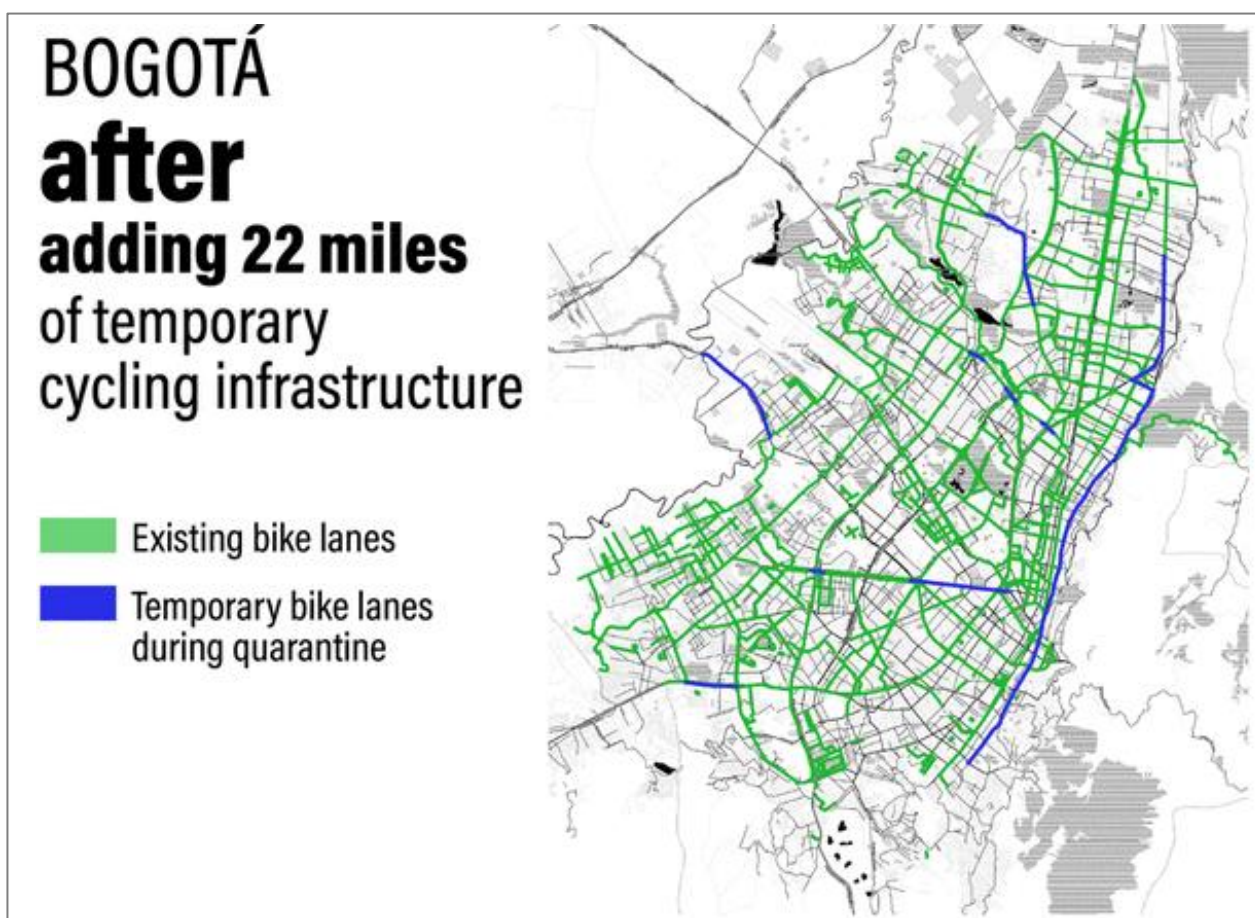 BOGOTÁ
after
adding 22 miles
of temporary
cycling infrastructure
Existing bike lanes
Temporary bike lanes
during quarantine